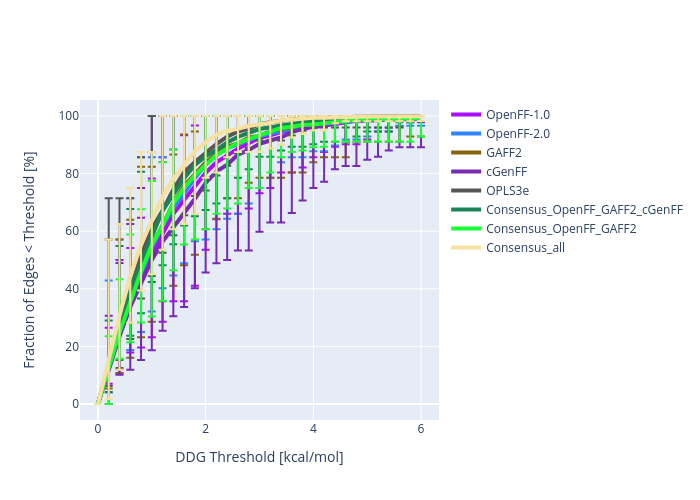 100
80
60
40
20
0
Fraction of Edges < Threshold [%]
0
2
4
6
DDG Threshold [kcal/mol]
OpenFF-1.0
OpenFF-2.0
GAFF2
cGenFF
OPLS3e
Consensus_OpenFF_GAFF2_cGenFF
Consensus_OpenFF_GAFF2
Consensus_all